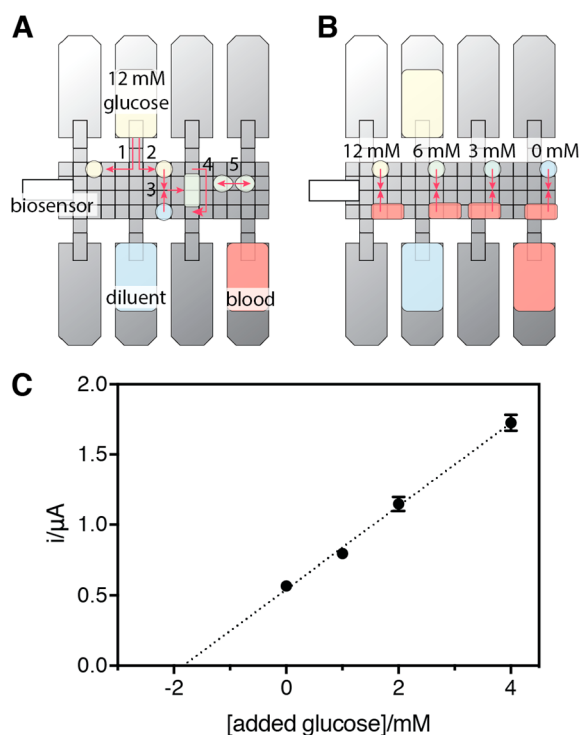 A
B
12 mM
glucose
1
2
3
4
5
biosensor
diluent
blood
12 mM
6 mM
3 mM
0 mM
C
2.0
1.5
1.0
0.5
0.0
i/μA
-2
0
2
4
[added glucose]/mM